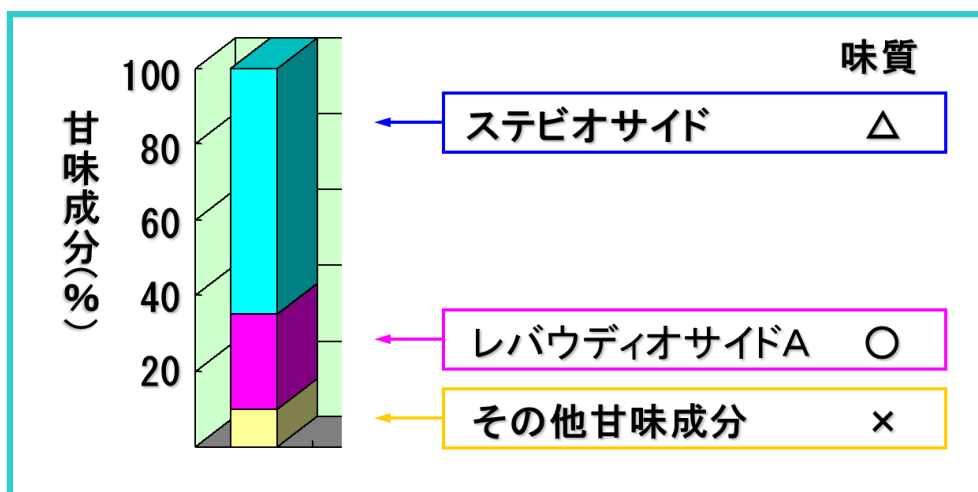 味質
100
80
60
40
20
甘味成分(%)
ステビオサイド △
レバウディオサイドA ○
その他甘味成分 ×